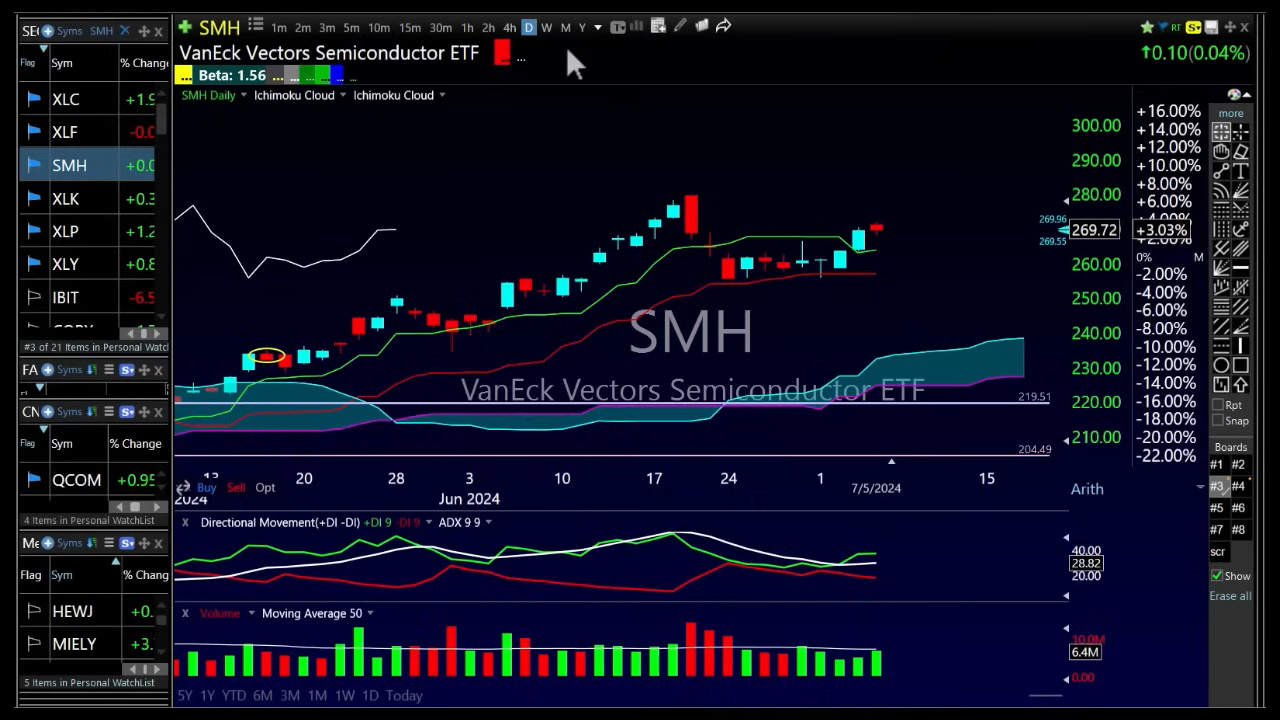 SMH 1m 2m 3m 5m 10m 15m 30m 1h 2h 4h D W M Y
VanEck Vectors Semiconductor ETF ...
↑0.10(0.04%)
Beta: 1.56
SMH Daily Ichimoku Cloud Ichimoku Cloud
Syms SMH X
Flag Sym % Change
XLC +1.9
XLF -0.0
SMH +0.0
XLK +0.3
XLP +1.2
XLY +0.8
IBIT -6.5
#3 of 21 Items in Personal Watch
FA Syms
CN Syms
Flag Sym % Change
QCOM +0.95
4 Items in Personal WatchList
Me Syms
Flag Sym % Change
HEWJ +0.
MIELY +3.
5 Items in Personal WatchList
300.00
290.00
280.00
269.96
269.72
269.55
260.00
250.00
240.00
230.00
220.00
210.00
+16.00%
+14.00%
+12.00%
+10.00%
+8.00%
+6.00%
+3.03%
+2.00%
0% M
-2.00%
-4.00%
-6.00%
-8.00%
-10.00%
-12.00%
-14.00%
-16.00%
-18.00%
-20.00%
-22.00%
SMH
VanEck Vectors Semiconductor ETF
219.51
204.49
13 20 28 3 10 17 24 1 15
Buy Sell Opt
2024 Jun 2024 7/5/2024
Arith
Directional Movement(+DI -DI) +DI 9 -DI 9 ADX 9 9
40.00
28.82
20.00
Volume Moving Average 50
10.0M
6.4M
0.00
5Y 1Y YTD 6M 3M 1M 1W 1D Today
RT
more
Rpt
Snap
Boards
#1 #2
#3 #4
#5 #6
#7 #8
scr
Show
Erase all